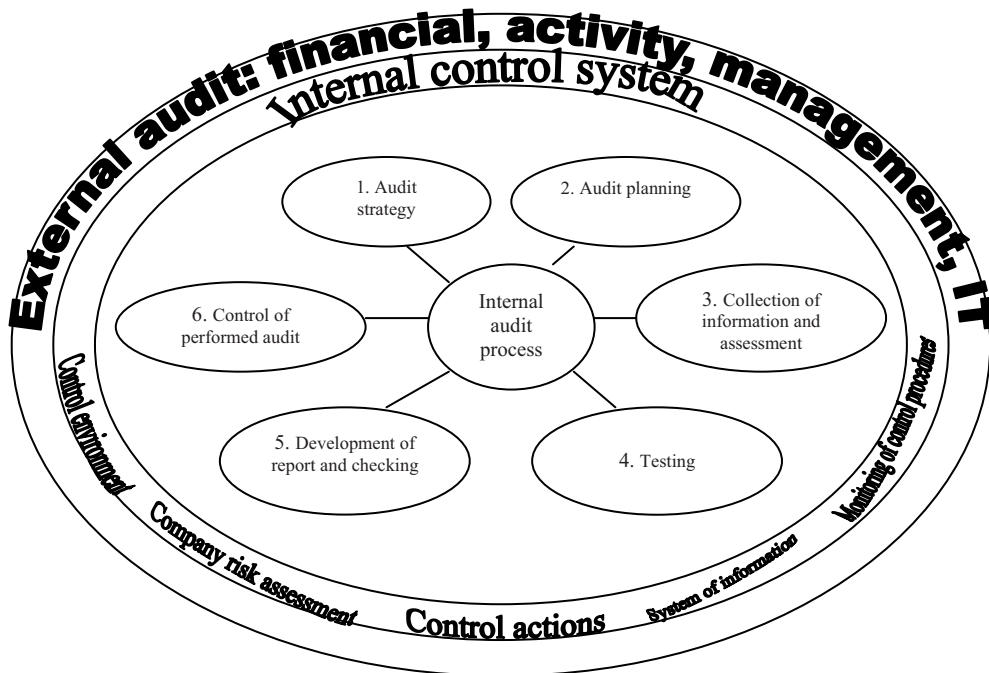 External audit: financial, activity, management, IT
Internal control system
1. Audit
strategy
2. Audit planning
Internal
audit
process
3. Collection of
information and
assessment
6. Control of
performed audit
5. Development of
report and checking
4. Testing
Control environment
Company risk assessment
Control actions
System of information
Monitoring of control procedures